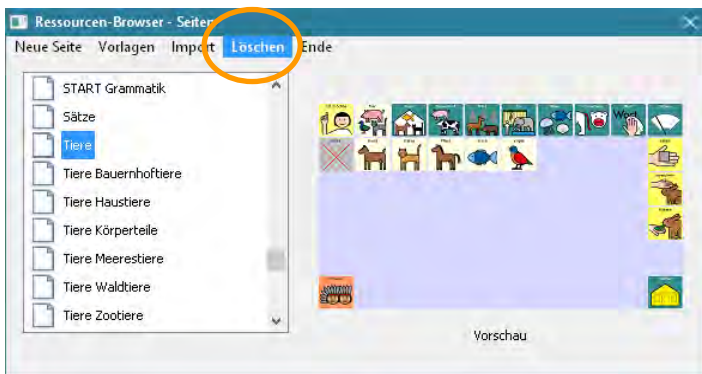 Ressourcen-Browser - Seiten
Neue Seite Vorlagen Import Löschen Ende
START Grammatik
Sätze
Tiere
Tiere Bauernhoftiere
Tiere Haustiere
Tiere Körperteile
Tiere Meerestiere
Tiere Waldtiere
Tiere Zootiere
Wort
Vorschau